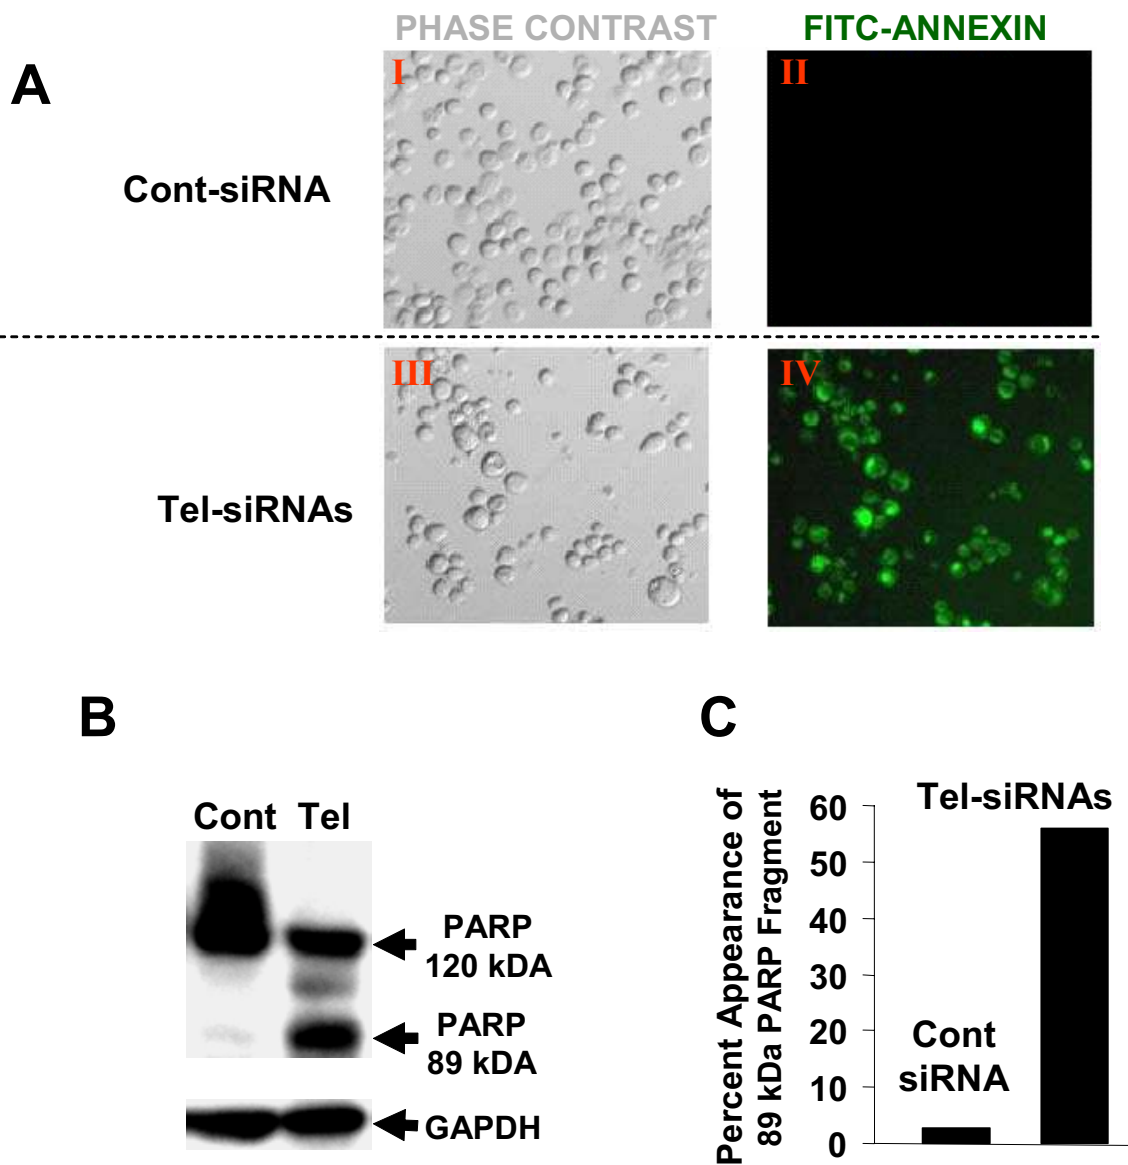 PHASE CONTRAST
FITC-ANNEXIN
A
I
II
Cont-siRNA
III
IV
Tel-siRNAs
B
C
Cont Tel
PARP
120 kDA
PARP
89 kDA
GAPDH
Percent Appearance of
89 kDa PARP Fragment
60
50
40
30
20
10
0
Tel-siRNAs
Cont
siRNA